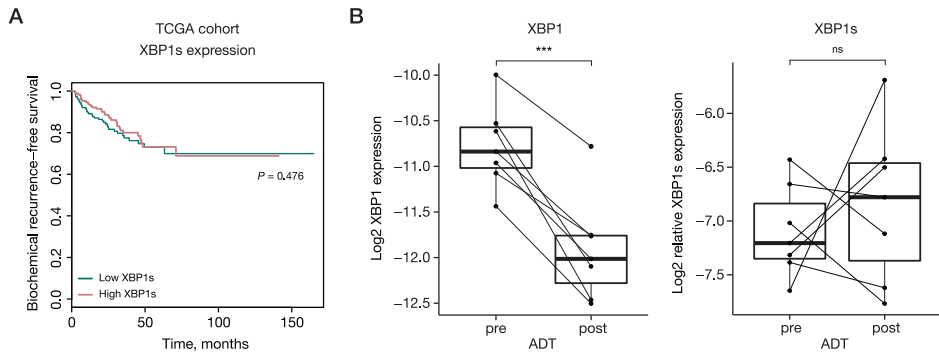 A
TCGA cohort
XBP1s expression
Biochemical recurrence–free survival
1.0
0.8
0.6
0.4
0.2
0.0
P = 0.476
Low XBP1s
High XBP1s
0
50
100
150
Time, months
B
XBP1
***
Log2 XBP1 expression
−10.0
−10.5
−11.0
−11.5
−12.0
−12.5
pre
post
ADT
XBP1s
ns
Log2 relative XBP1s expression
−6.0
−6.5
−7.0
−7.5
pre
post
ADT